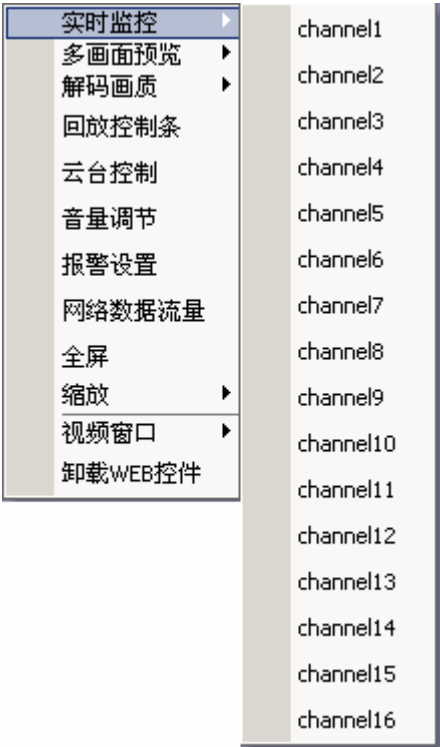 实时监控
多画面预览
解码画质
回放控制条
云台控制
音量调节
报警设置
网络数据流量
全屏
缩放
视频窗口
卸载WEB控件
channel1
channel2
channel3
channel4
channel5
channel6
channel7
channel8
channel9
channel10
channel11
channel12
channel13
channel14
channel15
channel16